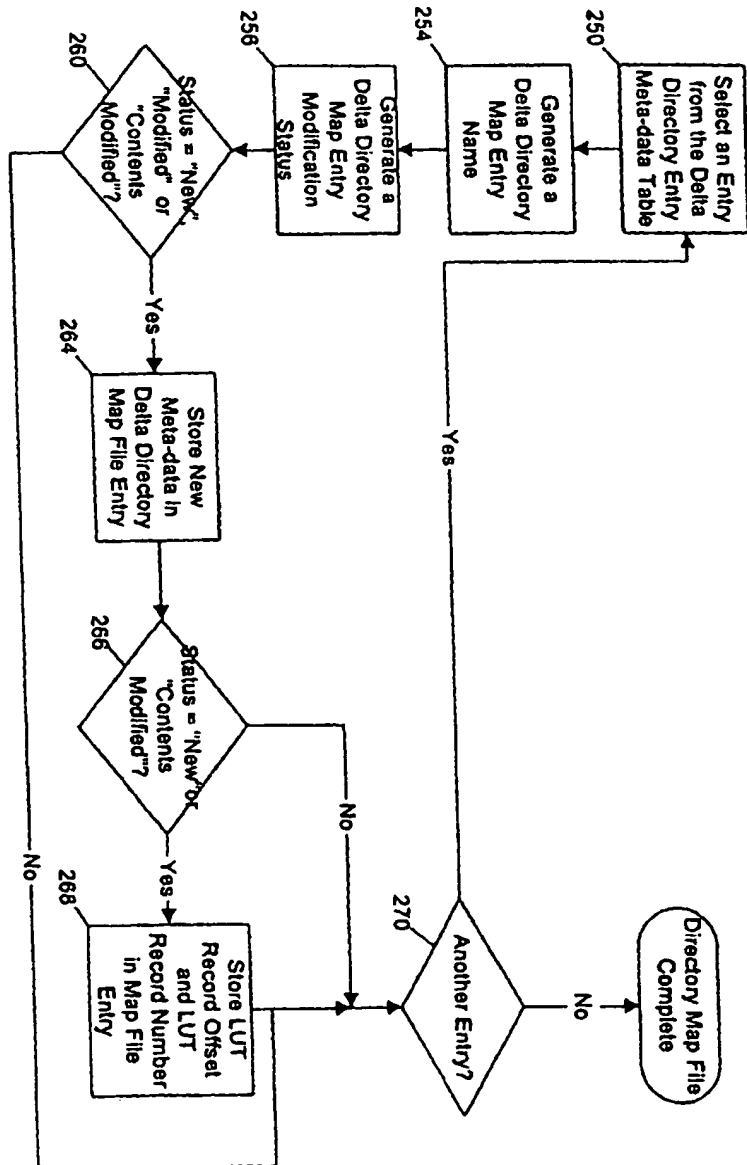 250
Select an Entry
from the Delta
Directory Entry
Meta-data Table
254
Generate a
Delta Directory
Map Entry
Name
256
Generate a
Delta Directory
Map Entry
Modification
Status
260
Status = "New",
"Modified" or
"Contents
Modified"?
Yes
No
264
Store New
Meta-data in
Delta Directory
Map File Entry
266
Status = "New" or
"Contents
Modified"?
Yes
No
268
Store LUT
Record Offset
and LUT
Record Number
in Map File
Entry
270
Another Entry?
Yes
No
Directory Map File
Complete